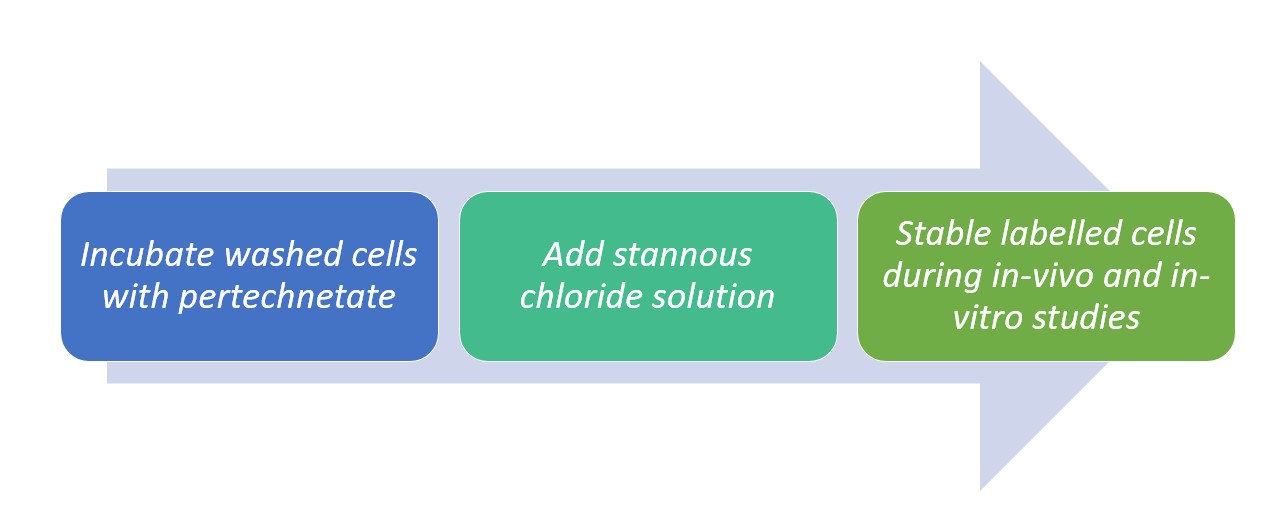 Incubate washed cells
with pertechnetate
Add stannous
chloride solution
Stable labelled cells
during in-vivo and in-
vitro studies